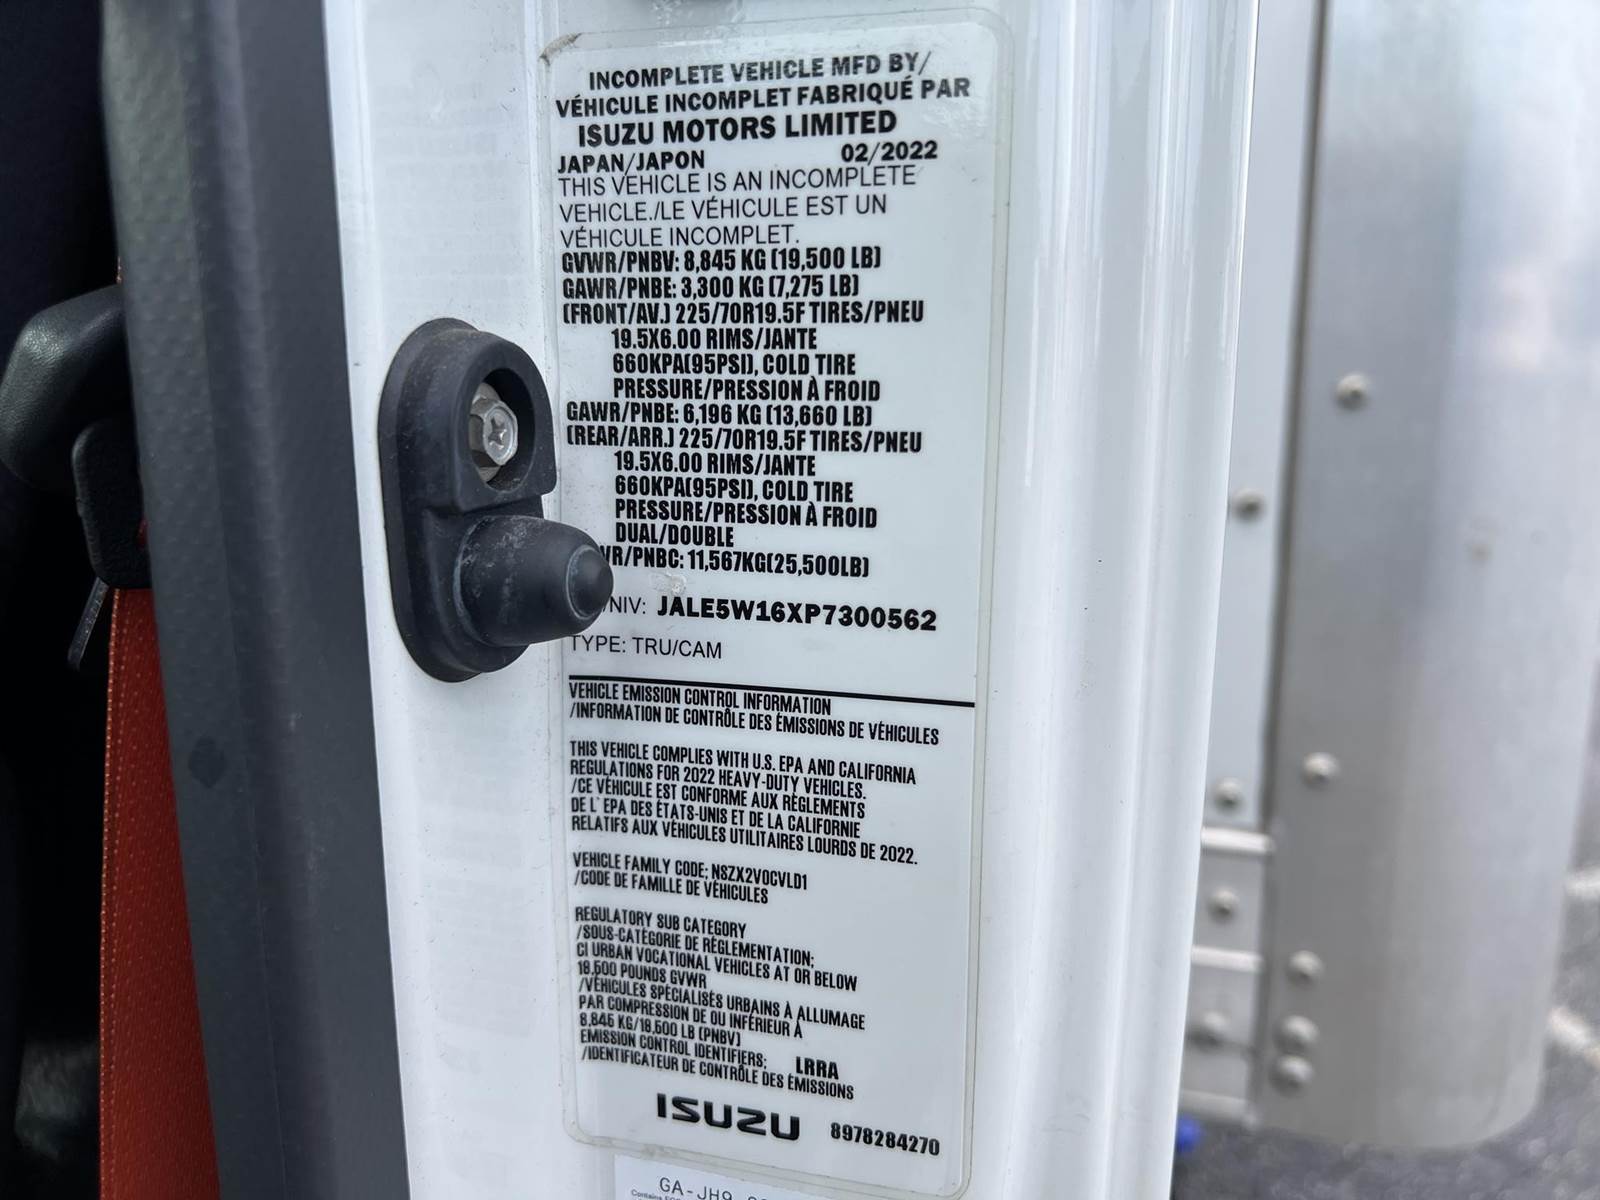 INCOMPLETE VEHICLE MFD BY/
VÉHICULE INCOMPLET FABRIQUÉ PAR
ISUZU MOTORS LIMITED
JAPAN/JAPON 02/2022
THIS VEHICLE IS AN INCOMPLETE
VEHICLE./LE VÉHICULE EST UN
VÉHICULE INCOMPLET.
GVWR/PNBV: 8,845 KG (19,500 LB)
GAWR/PNBE: 3,300 KG (7,275 LB)
(FRONT/AV.) 225/70R19.5F TIRES/PNEU
19.5X6.00 RIMS/JANTE
660KPA(95PSI), COLD TIRE
PRESSURE/PRESSION À FROID
GAWR/PNBE: 6,196 KG (13,660 LB)
(REAR/ARR.) 225/70R19.5F TIRES/PNEU
19.5X6.00 RIMS/JANTE
660KPA(95PSI), COLD TIRE
PRESSURE/PRESSION À FROID
DUAL/DOUBLE
WR/PNBC: 11,567KG(25,500LB)
/NIV: JALE5W16XP7300562
TYPE: TRU/CAM
VEHICLE EMISSION CONTROL INFORMATION
/INFORMATION DE CONTRÔLE DES ÉMISSIONS DE VÉHICULES
THIS VEHICLE COMPLIES WITH U.S. EPA AND CALIFORNIA
REGULATIONS FOR 2022 HEAVY-DUTY VEHICLES.
/CE VÉHICULE EST CONFORME AUX RÈGLEMENTS
DE L' EPA DES ÉTATS-UNIS ET DE LA CALIFORNIE
RELATIFS AUX VÉHICULES UTILITAIRES LOURDS DE 2022.
VEHICLE FAMILY CODE: NSZX2VOCVLD1
/CODE DE FAMILLE DE VÉHICULES
REGULATORY SUB CATEGORY
/SOUS-CATÉGORIE DE RÈGLEMENTATION:
CI URBAN VOCATIONAL VEHICLES AT OR BELOW
19,500 POUNDS GVWR
/VÉHICULES SPÉCIALISÉS URBAINS À ALLUMAGE
PAR COMPRESSION DE OU INFÉRIEUR À
8,845 KG/19,500 LB (PNBV)
EMISSION CONTROL IDENTIFIERS: LRRA
/IDENTIFICATEUR DE CONTRÔLE DES ÉMISSIONS
ISUZU 8978284270
GA-JH9
Contains